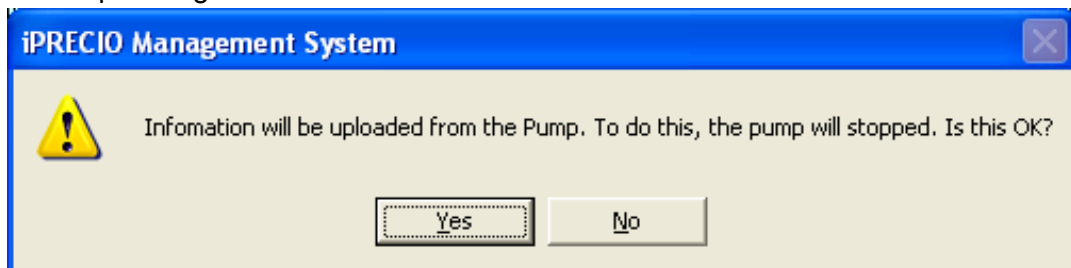 iPRECIO Management System
Infomation will be uploaded from the Pump. To do this, the pump will stopped. Is this OK?
Yes
No